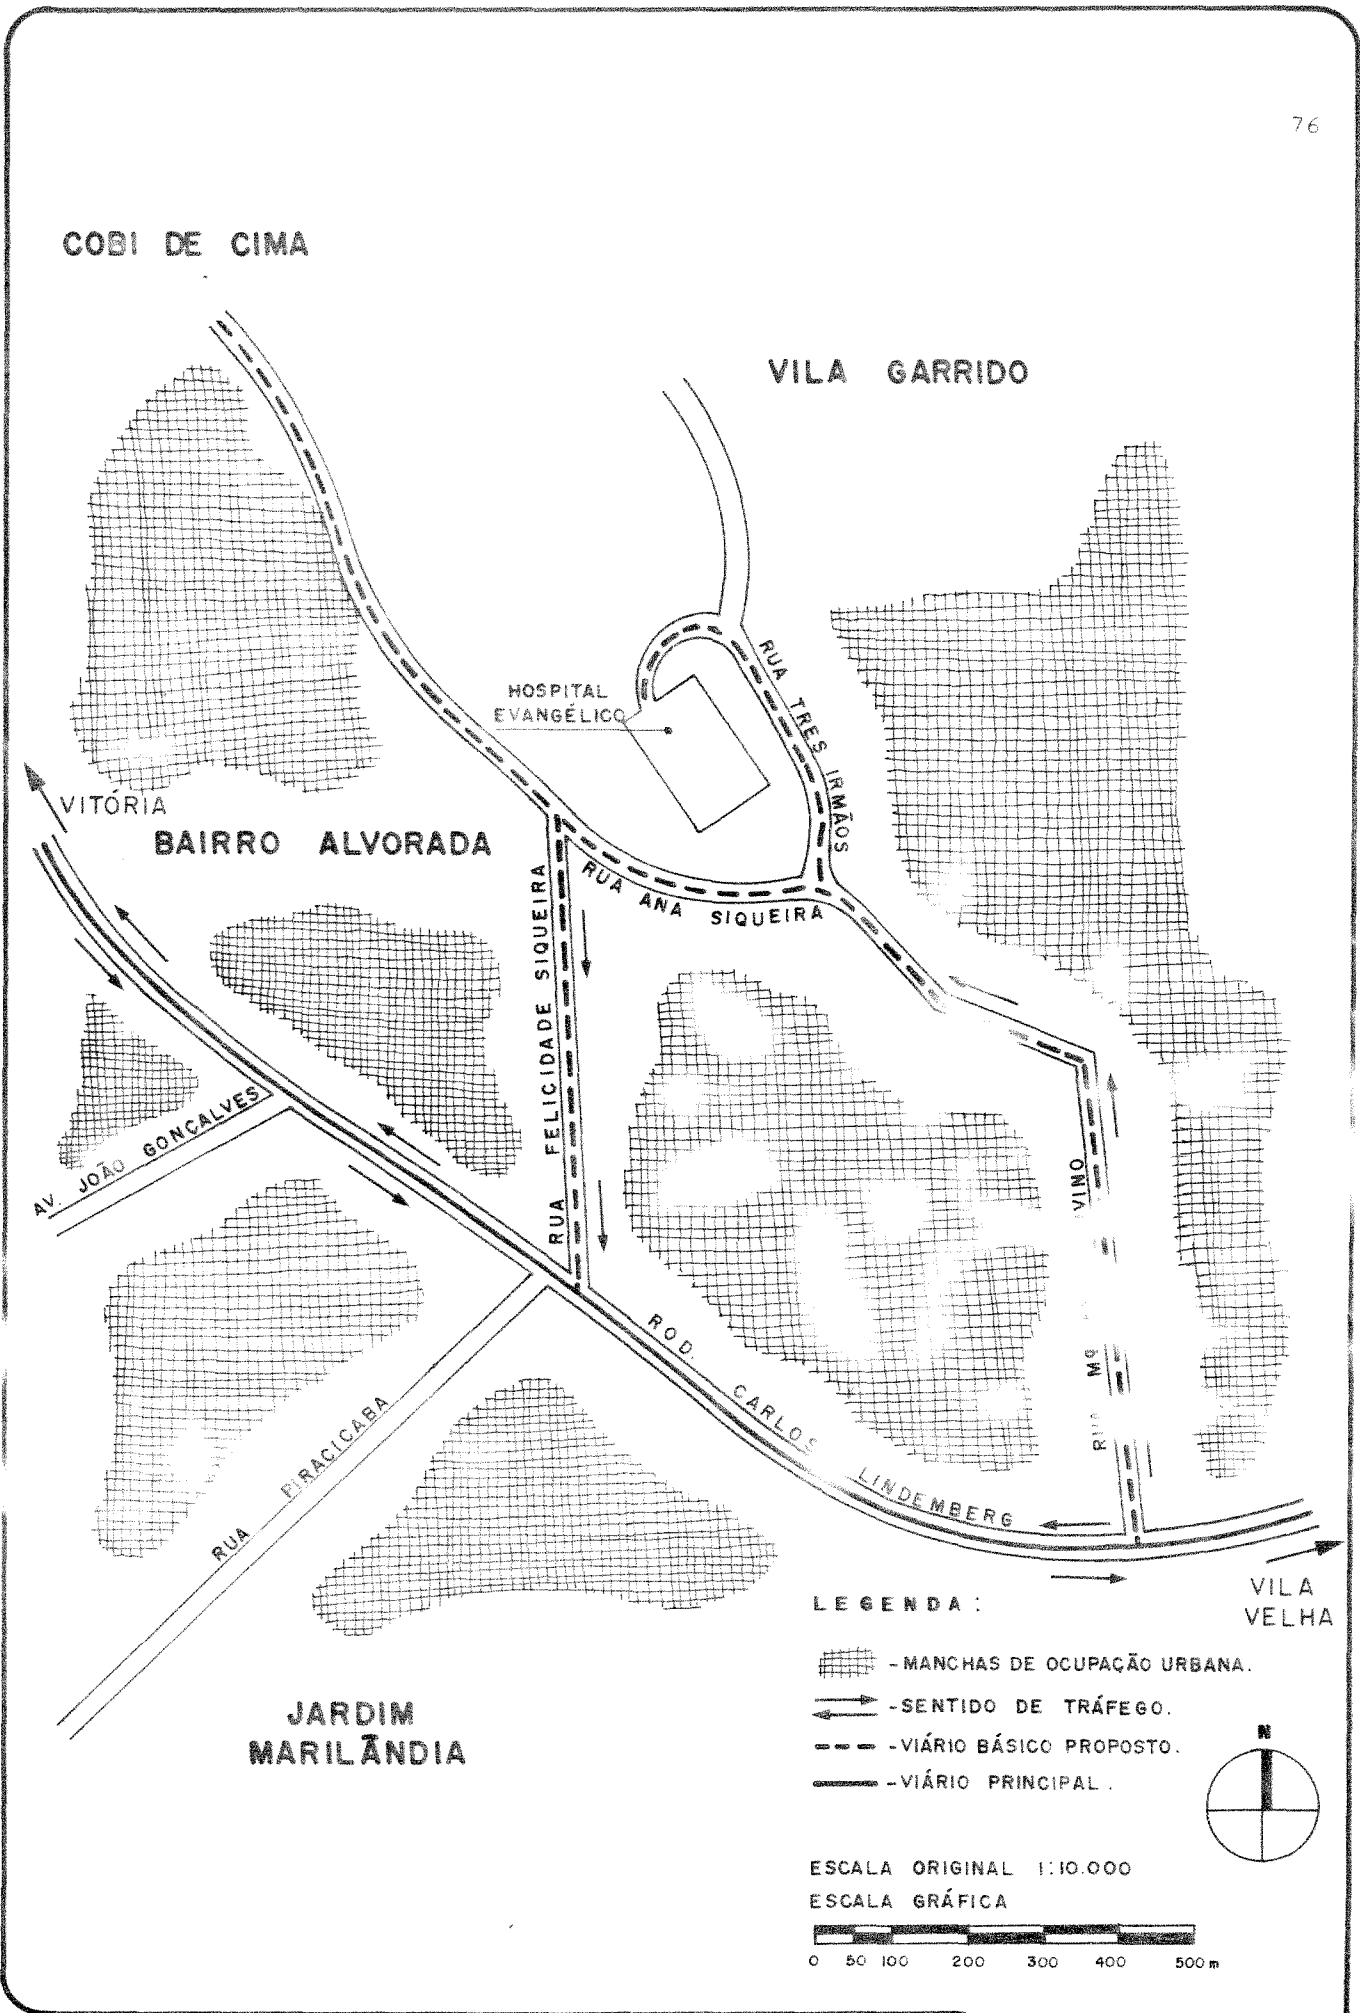 76
COBI DE CIMA
VILA GARRIDO
RUA TRES IRMÃOS
HOSPITAL
EVANGÉLICO
VITÓRIA
BAIRRO ALVORADA
RUA ANA SIQUEIRA
RUA FELICIDADE SIQUEIRA
AV. JOÃO GONÇALVES
VINO
ROD. CARLOS LINDEMBERG
RUA PIRACICABA
VILA
VELHA
LEGENDA:
-MANCHAS DE OCUPAÇÃO URBANA.
-SENTIDO DE TRÁFEGO.
-VIÁRIO BÁSICO PROPOSTO.
-VIÁRIO PRINCIPAL.
JARDIM
MARILÂNDIA
N
ESCALA ORIGINAL 1:10.000
ESCALA GRÁFICA
0 50 100 200 300 400 500m